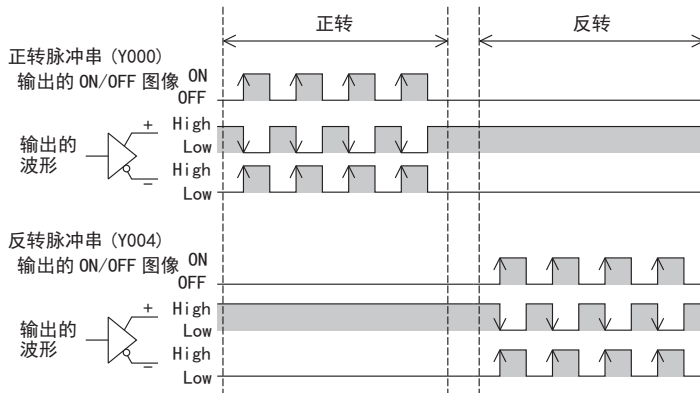 正转
反转
正转脉冲串 (Y000)
输出的 ON/OFF 图像
ON
OFF
输出的
波形
+
−
High
Low
High
Low
反转脉冲串 (Y004)
输出的 ON/OFF 图像
ON
OFF
输出的
波形
+
−
High
Low
High
Low